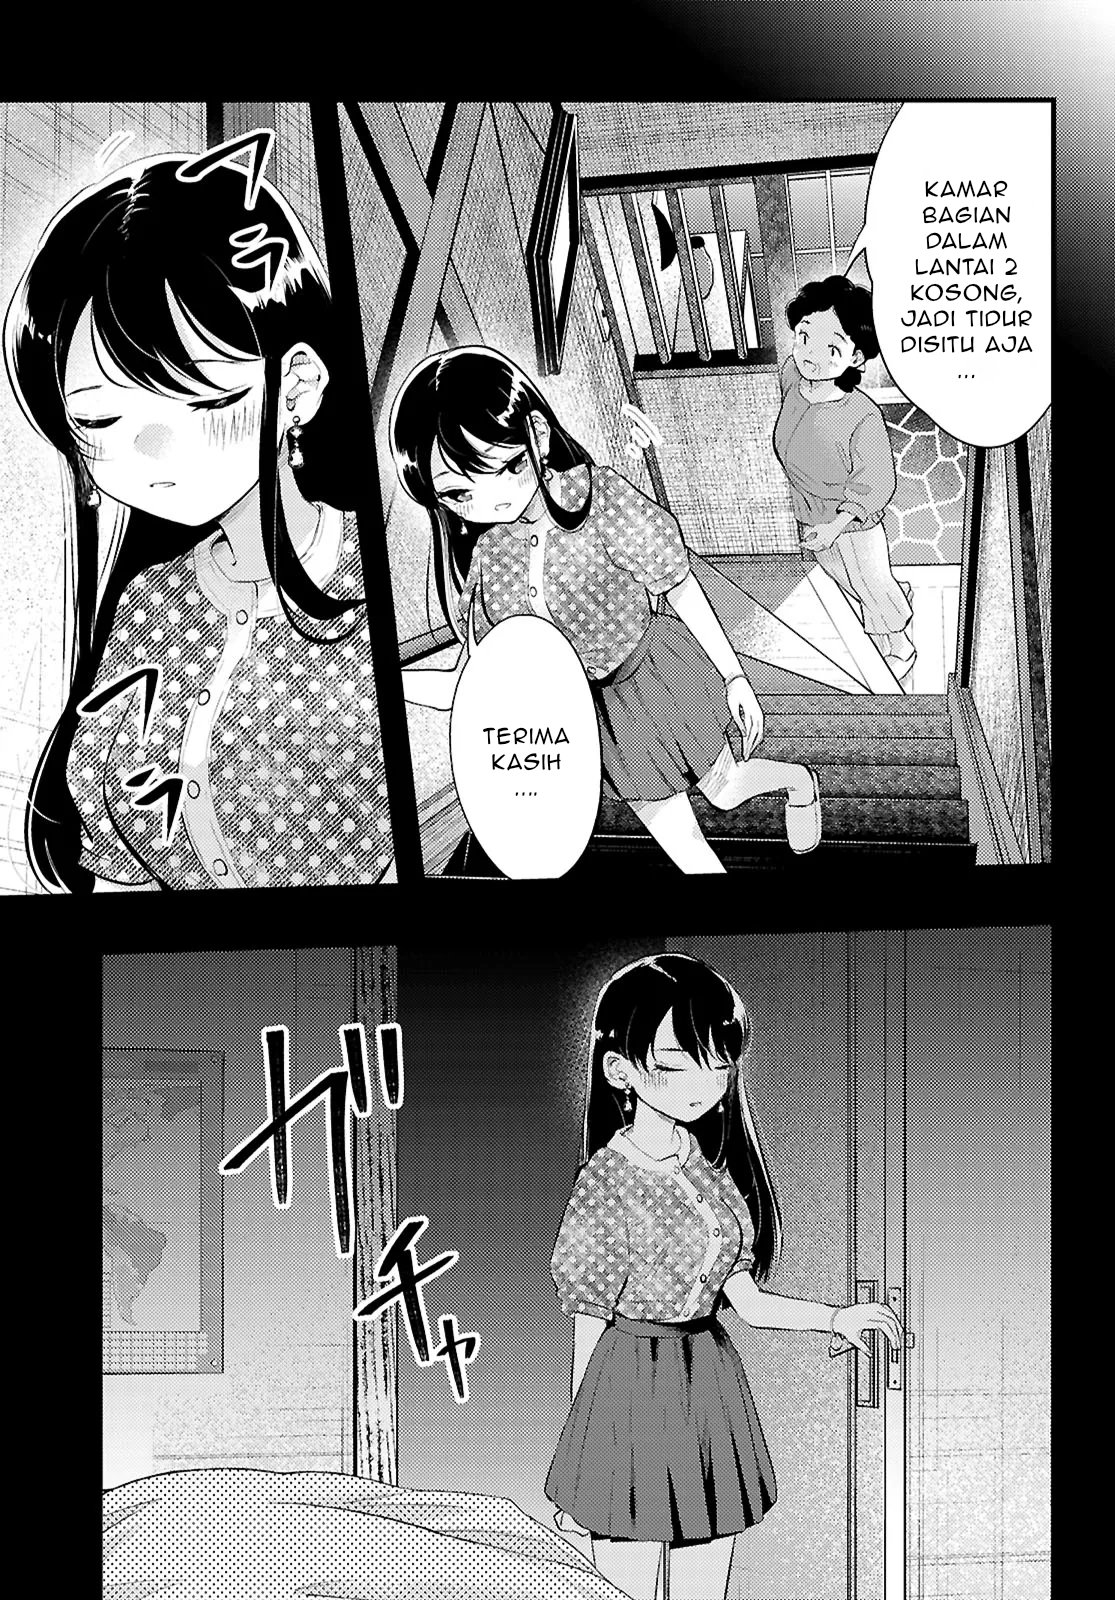 KAMAR
BAGIAN
DALAM
LANTAI 2
KOSONG,
JADI TIDUR
DISITU AJA
...
TERIMA
KASIH
....
フラ
フラ
ガチャ